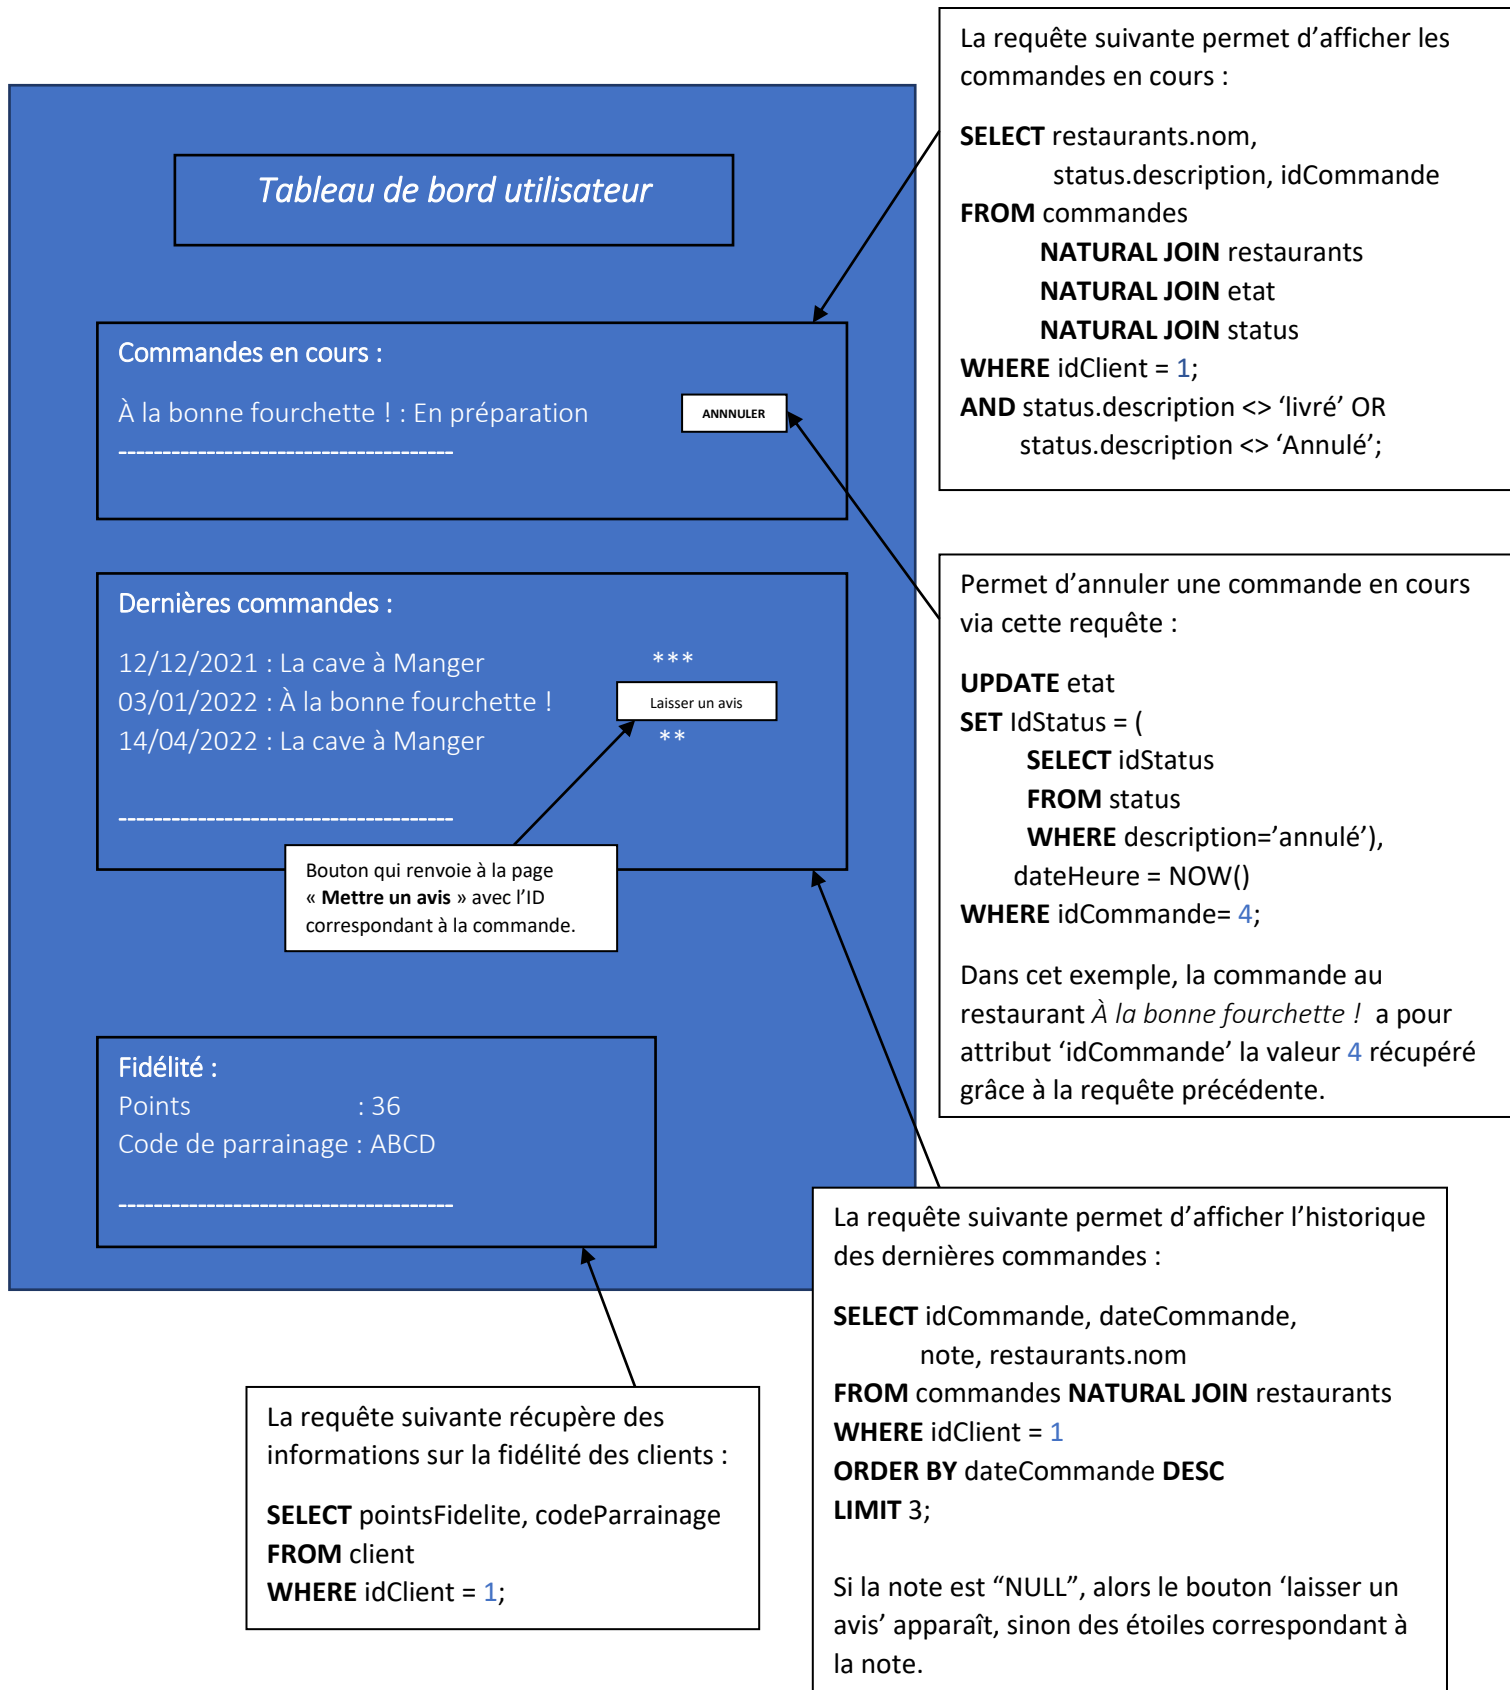 La requête suivante permet d’afficher les
commandes en cours :
SELECT restaurants.nom,
status.description, idCommande
FROM commandes
NATURAL JOIN restaurants
NATURAL JOIN etat
NATURAL JOIN status
WHERE idClient = 1;
AND status.description <> ‘livré’ OR
status.description <> ‘Annulé’;
Tableau de bord utilisateur
Commandes en cours :
À la bonne fourchette ! : En préparation
ANNNULER
--------------------------------------
Permet d’annuler une commande en cours
via cette requête :
UPDATE etat
SET IdStatus = (
SELECT idStatus
FROM status
WHERE description=’annulé’),
dateHeure = NOW()
WHERE idCommande= 4;
Dans cet exemple, la commande au
restaurant À la bonne fourchette ! a pour
attribut ‘idCommande’ la valeur 4 récupéré
grâce à la requête précédente.
Dernières commandes :
12/12/2021 : La cave à Manger ***
03/01/2022 : À la bonne fourchette ! Laisser un avis
14/04/2022 : La cave à Manger **
--------------------------------------
Bouton qui renvoie à la page
« Mettre un avis » avec l’ID
correspondant à la commande.
Fidélité :
Points : 36
Code de parrainage : ABCD
--------------------------------------
La requête suivante permet d’afficher l’historique
des dernières commandes :
SELECT idCommande, dateCommande,
note, restaurants.nom
FROM commandes NATURAL JOIN restaurants
WHERE idClient = 1
ORDER BY dateCommande DESC
LIMIT 3;
Si la note est “NULL”, alors le bouton ‘laisser un
avis’ apparaît, sinon des étoiles correspondant à
la note.
La requête suivante récupère des
informations sur la fidélité des clients :
SELECT pointsFidelite, codeParrainage
FROM client
WHERE idClient = 1;